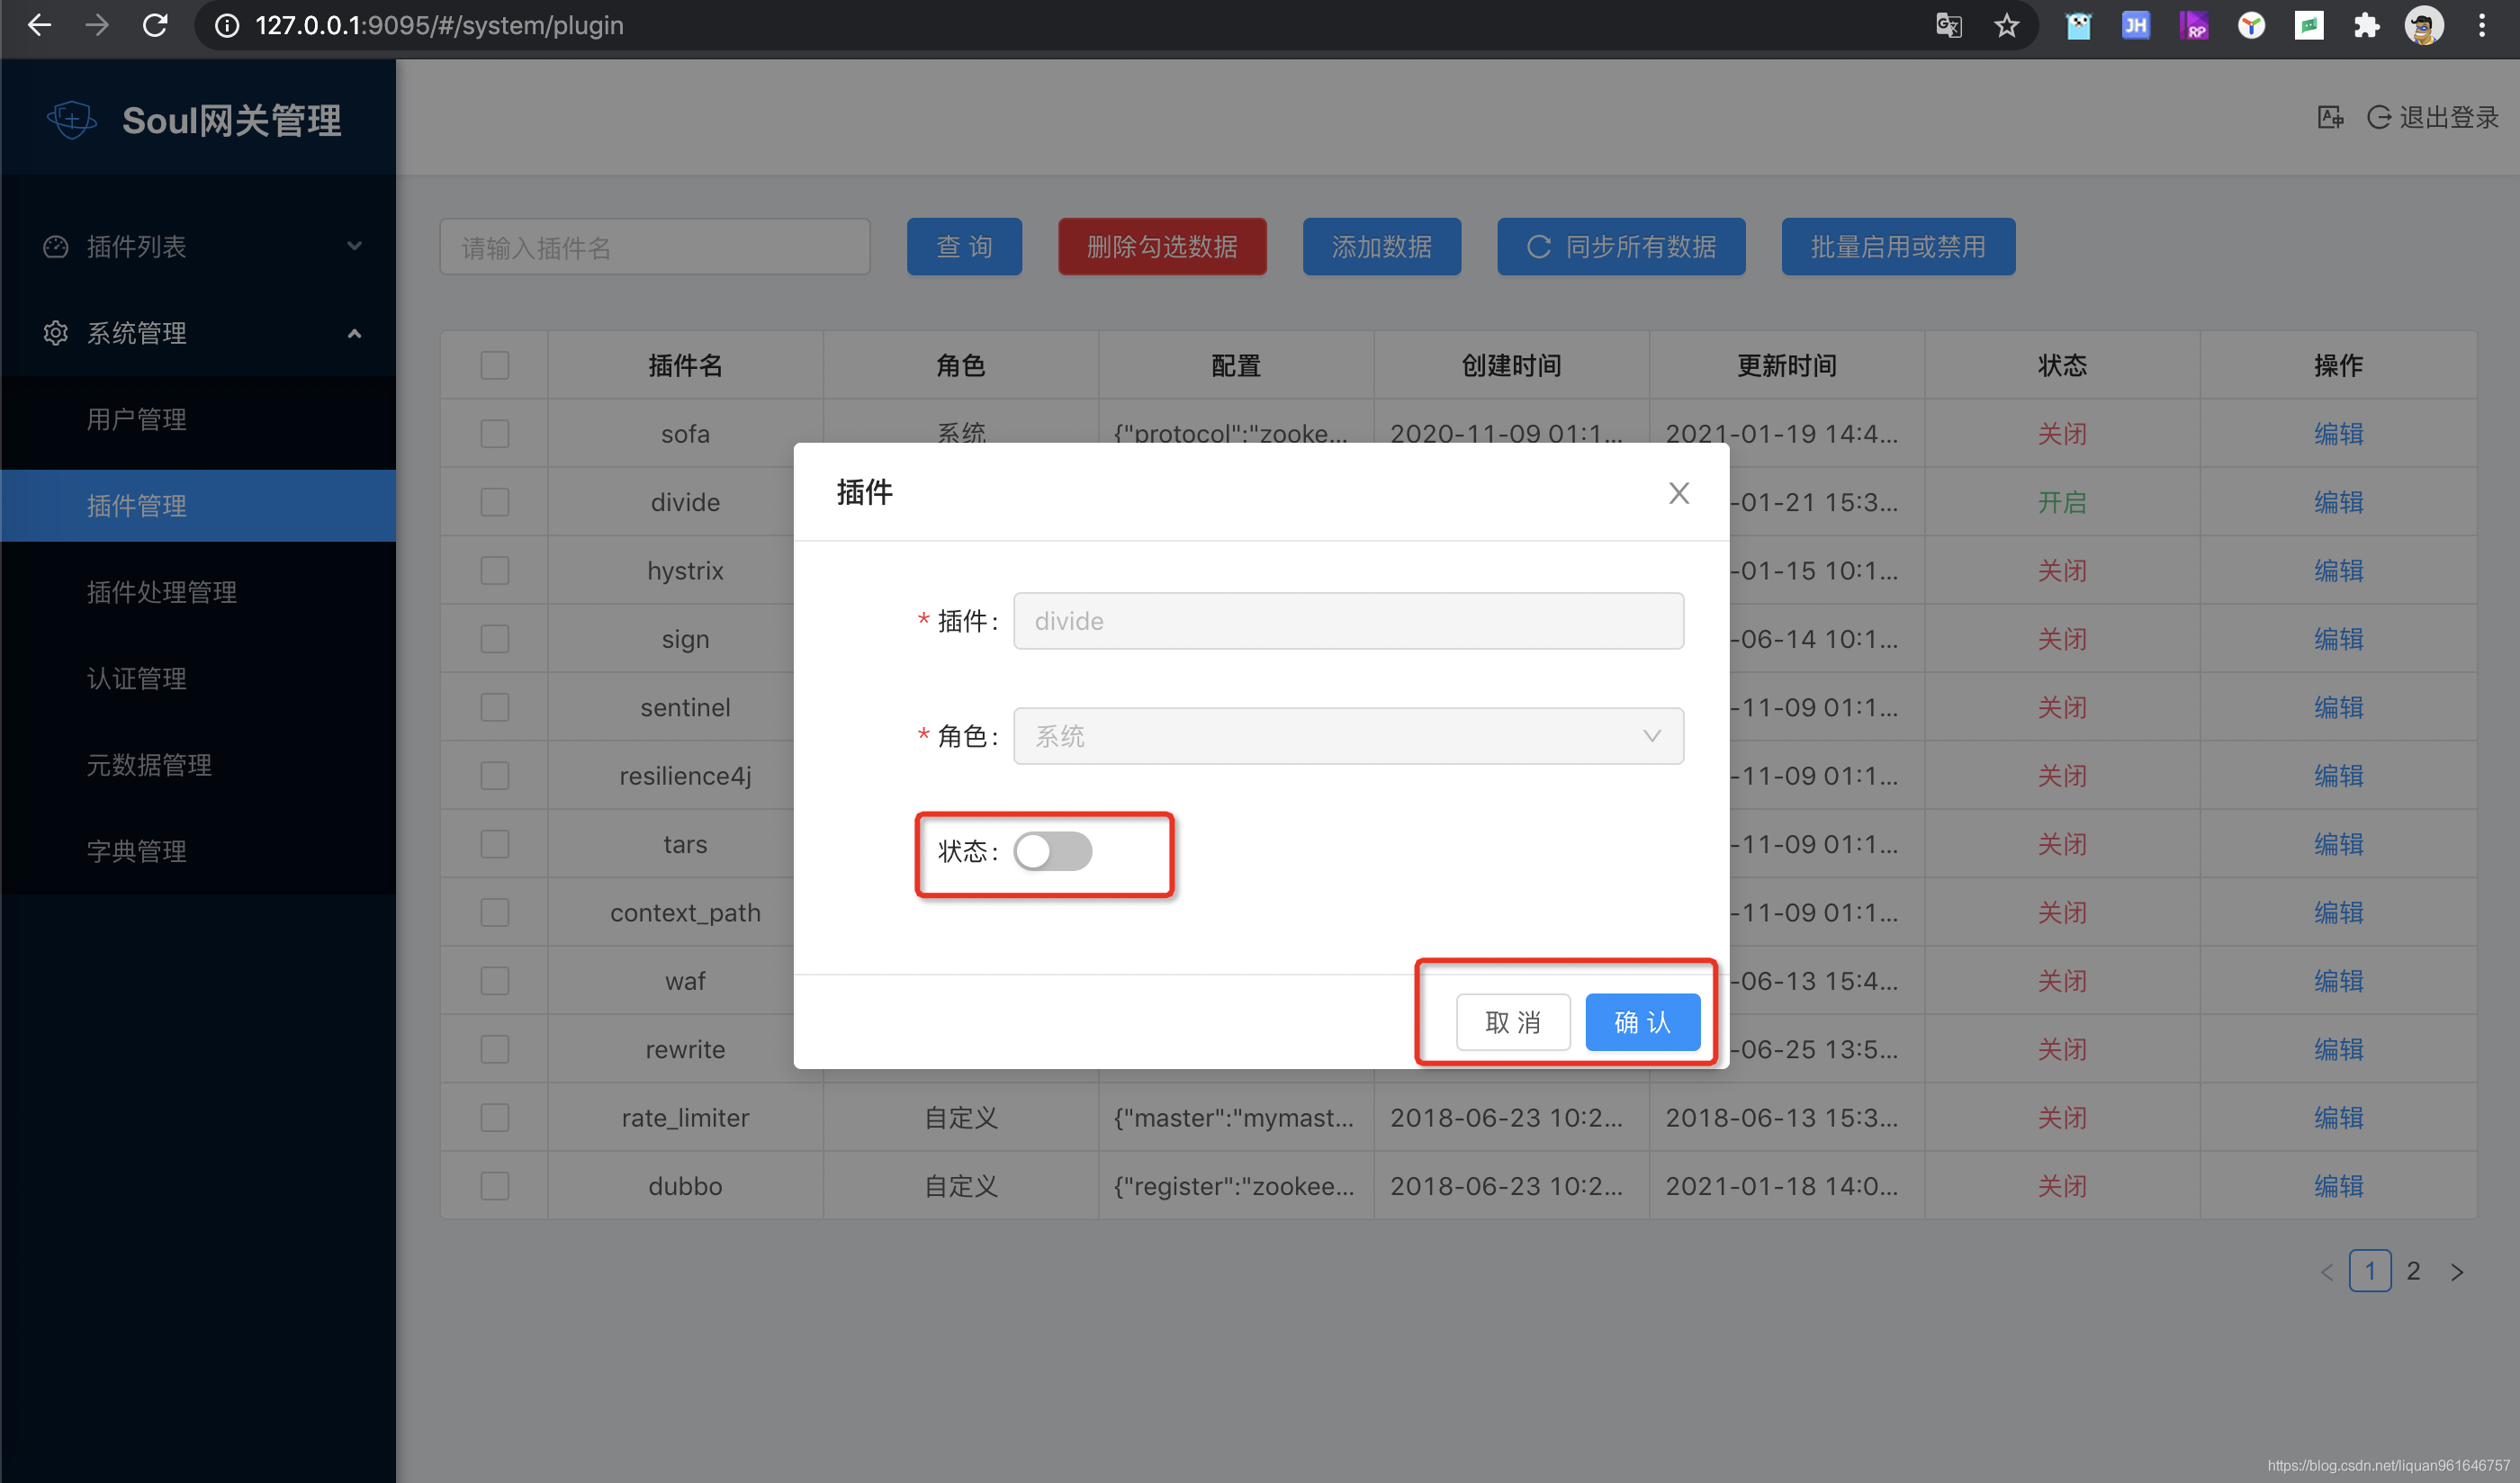 127.0.0.1:9095/#/system/plugin
JH
RP
Soul网关管理
退出登录
插件列表
系统管理
用户管理
插件管理
插件处理管理
认证管理
元数据管理
字典管理
请输入插件名
查 询
删除勾选数据
添加数据
同步所有数据
批量启用或禁用
插件名 角色 配置 创建时间 更新时间 状态 操作
sofa 系统 {"protocol":"zooke... 2020-11-09 01:1... 2021-01-19 14:4... 关闭 编辑
divide -01-21 15:3... 开启 编辑
hystrix -01-15 10:1... 关闭 编辑
sign -06-14 10:1... 关闭 编辑
sentinel -11-09 01:1... 关闭 编辑
resilience4j -11-09 01:1... 关闭 编辑
tars -11-09 01:1... 关闭 编辑
context_path -11-09 01:1... 关闭 编辑
waf -06-13 15:4... 关闭 编辑
rewrite -06-25 13:5... 关闭 编辑
rate_limiter 自定义 {"master":"mymast... 2018-06-23 10:2... 2018-06-13 15:3... 关闭 编辑
dubbo 自定义 {"register":"zookee... 2018-06-23 10:2... 2021-01-18 14:0... 关闭 编辑
< 1 2 >
插件
* 插件: divide
* 角色: 系统
状态:
取 消
确 认
https://blog.csdn.net/liquan961646757